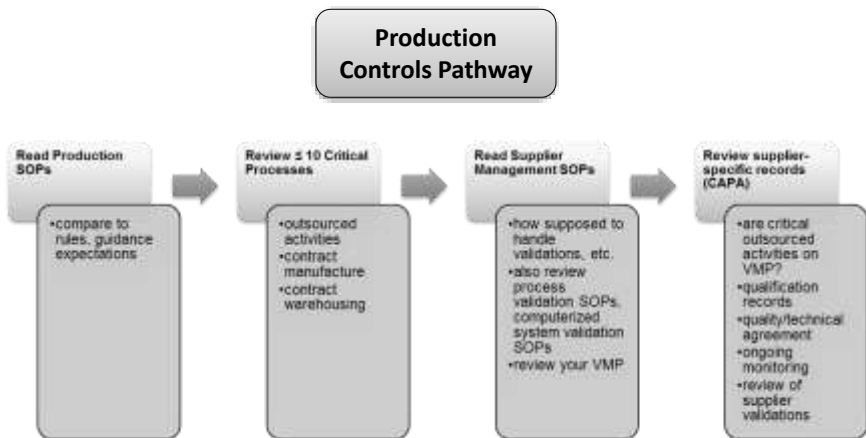 Production
Controls Pathway
Read Production
SOPs
•compare to
rules, guidance
expectations
Review ≤ 10 Critical
Processes
•outsourced
activities
•contract
manufacture
•contract
warehousing
Read Supplier
Management SOPs
•how supposed to
handle
validations, etc.
•also review
process
validation SOPs,
computerized
system validation
SOPs
•review your VMP
Review supplier-
specific records
(CAPA)
•are critical
outsourced
activities on
VMP?
•qualification
records
•quality/technical
agreement
•ongoing
monitoring
•review of
supplier
validations